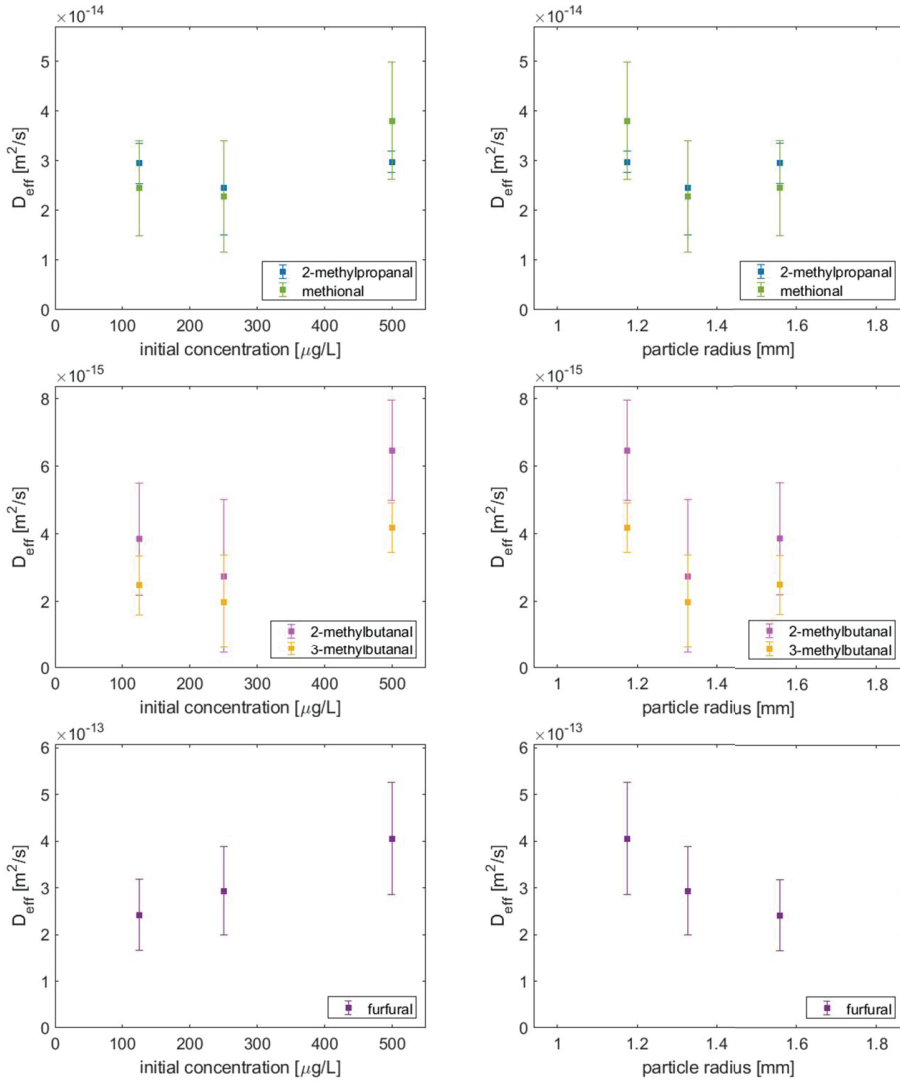 ×10⁻¹⁴
5
4
3
2
1
0
D_eff [m²/s]
2-methylpropanal
methional
0 100 200 300 400 500
initial concentration [μg/L]
×10⁻¹⁴
5
4
3
2
1
0
D_eff [m²/s]
2-methylpropanal
methional
1 1.2 1.4 1.6 1.8
particle radius [mm]
×10⁻¹⁵
8
6
4
2
0
D_eff [m²/s]
2-methylbutanal
3-methylbutanal
0 100 200 300 400 500
initial concentration [μg/L]
×10⁻¹⁵
8
6
4
2
0
D_eff [m²/s]
2-methylbutanal
3-methylbutanal
1 1.2 1.4 1.6 1.8
particle radius [mm]
×10⁻¹³
6
5
4
3
2
1
0
D_eff [m²/s]
furfural
0 100 200 300 400 500
initial concentration [μg/L]
×10⁻¹³
6
5
4
3
2
1
0
D_eff [m²/s]
furfural
1 1.2 1.4 1.6 1.8
particle radius [mm]